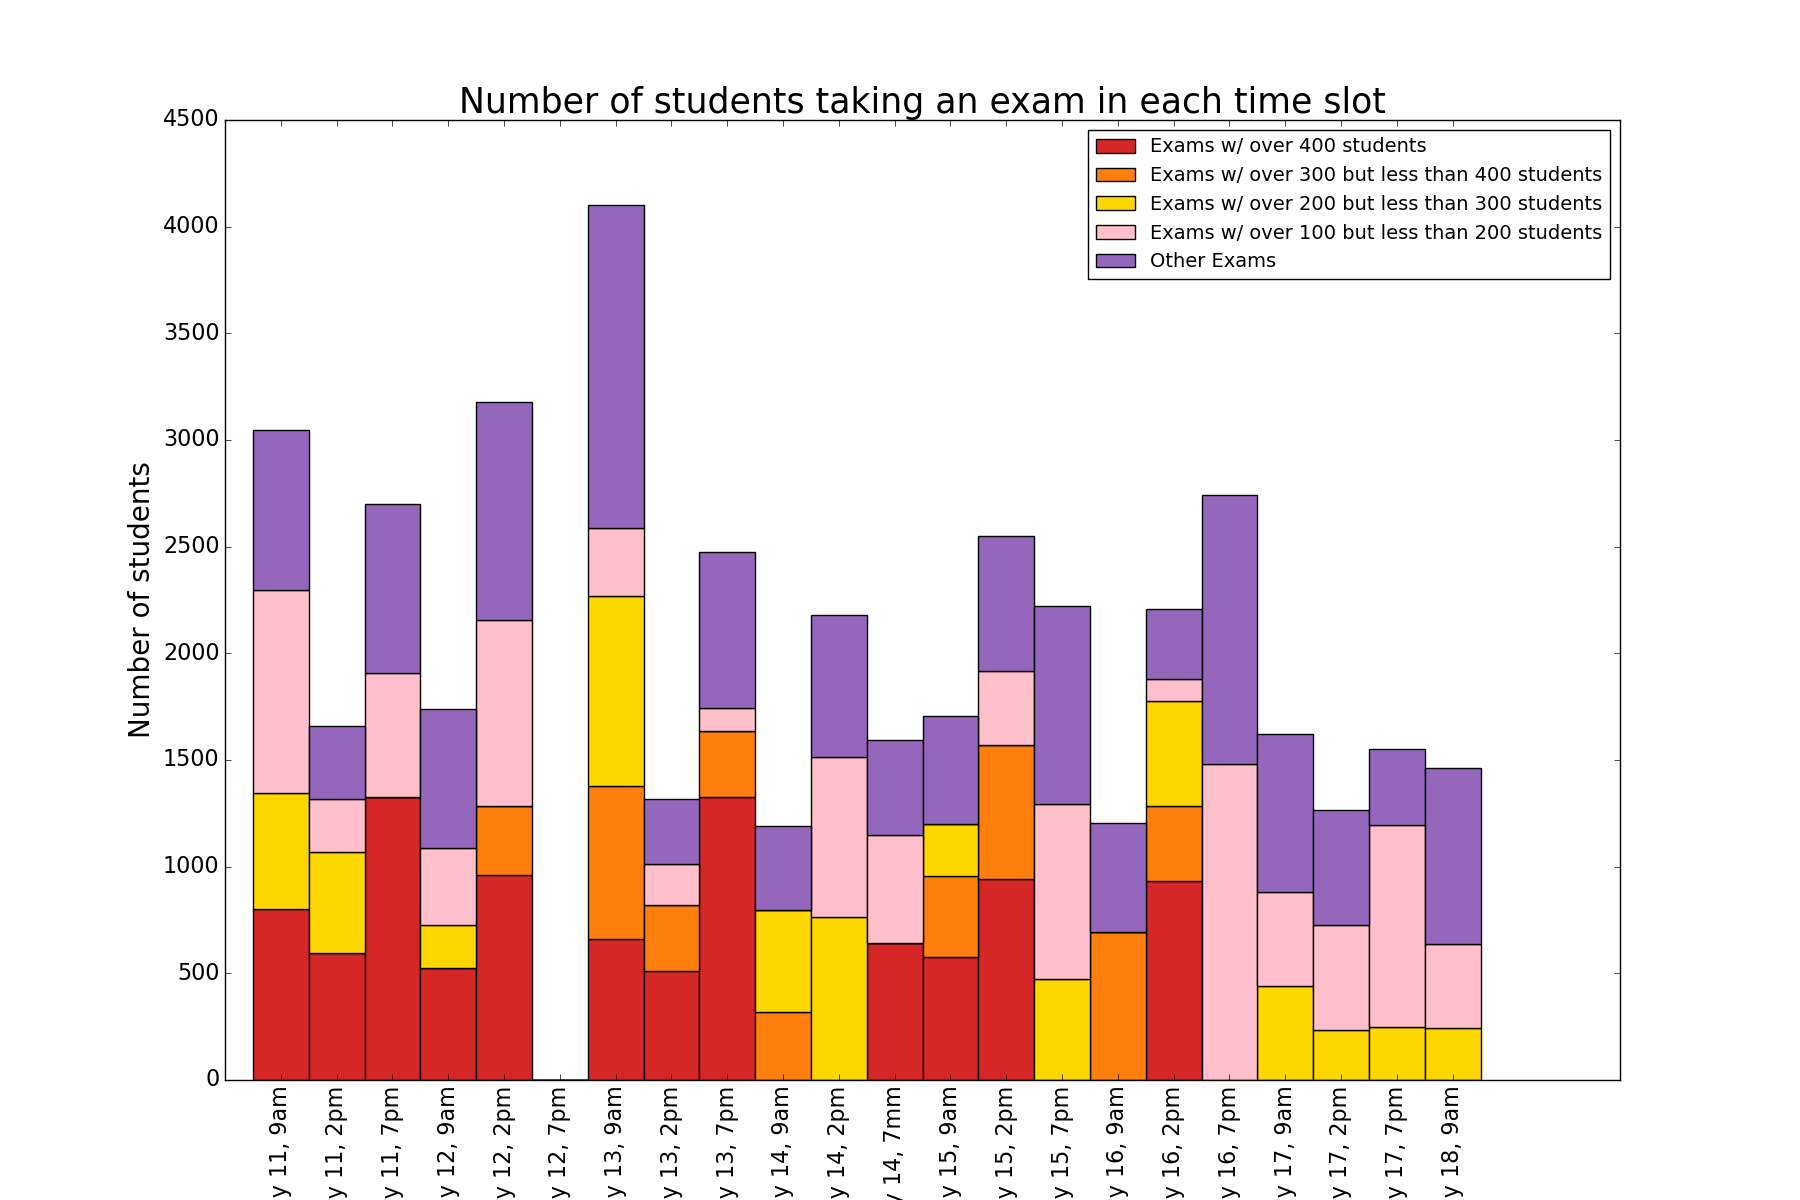 Number of students taking an exam in each time slot
Exams w/ over 400 students
Exams w/ over 300 but less than 400 students
Exams w/ over 200 but less than 300 students
Exams w/ over 100 but less than 200 students
Other Exams
Number of students
4500
4000
3500
3000
2500
2000
1500
1000
500
0
y 11, 9am
y 11, 2pm
y 11, 7pm
y 12, 9am
y 12, 2pm
y 12, 7pm
y 13, 9am
y 13, 2pm
y 13, 7pm
y 14, 9am
y 14, 2pm
y 14, 7mm
y 15, 9am
y 15, 2pm
y 15, 7pm
y 16, 9am
y 16, 2pm
y 16, 7pm
y 17, 9am
y 17, 2pm
y 17, 7pm
y 18, 9am